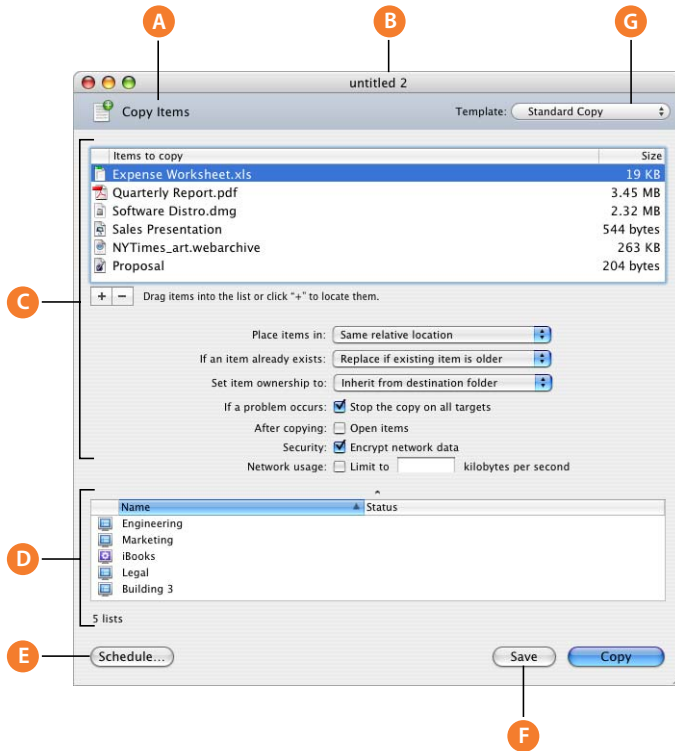 A B G
untitled 2
Copy Items Template: Standard Copy
Items to copy Size
Expense Worksheet.xls 19 KB
Quarterly Report.pdf 3.45 MB
Software Distro.dmg 2.32 MB
Sales Presentation 544 bytes
NYTimes_art.webarchive 263 KB
Proposal 204 bytes
C
+ − Drag items into the list or click "+" to locate them.
Place items in: Same relative location
If an item already exists: Replace if existing item is older
Set item ownership to: Inherit from destination folder
If a problem occurs: Stop the copy on all targets
After copying: Open items
Security: Encrypt network data
Network usage: Limit to kilobytes per second
Name Status
Engineering
Marketing
D iBooks
Legal
Building 3
5 lists
E Schedule... Save Copy
F